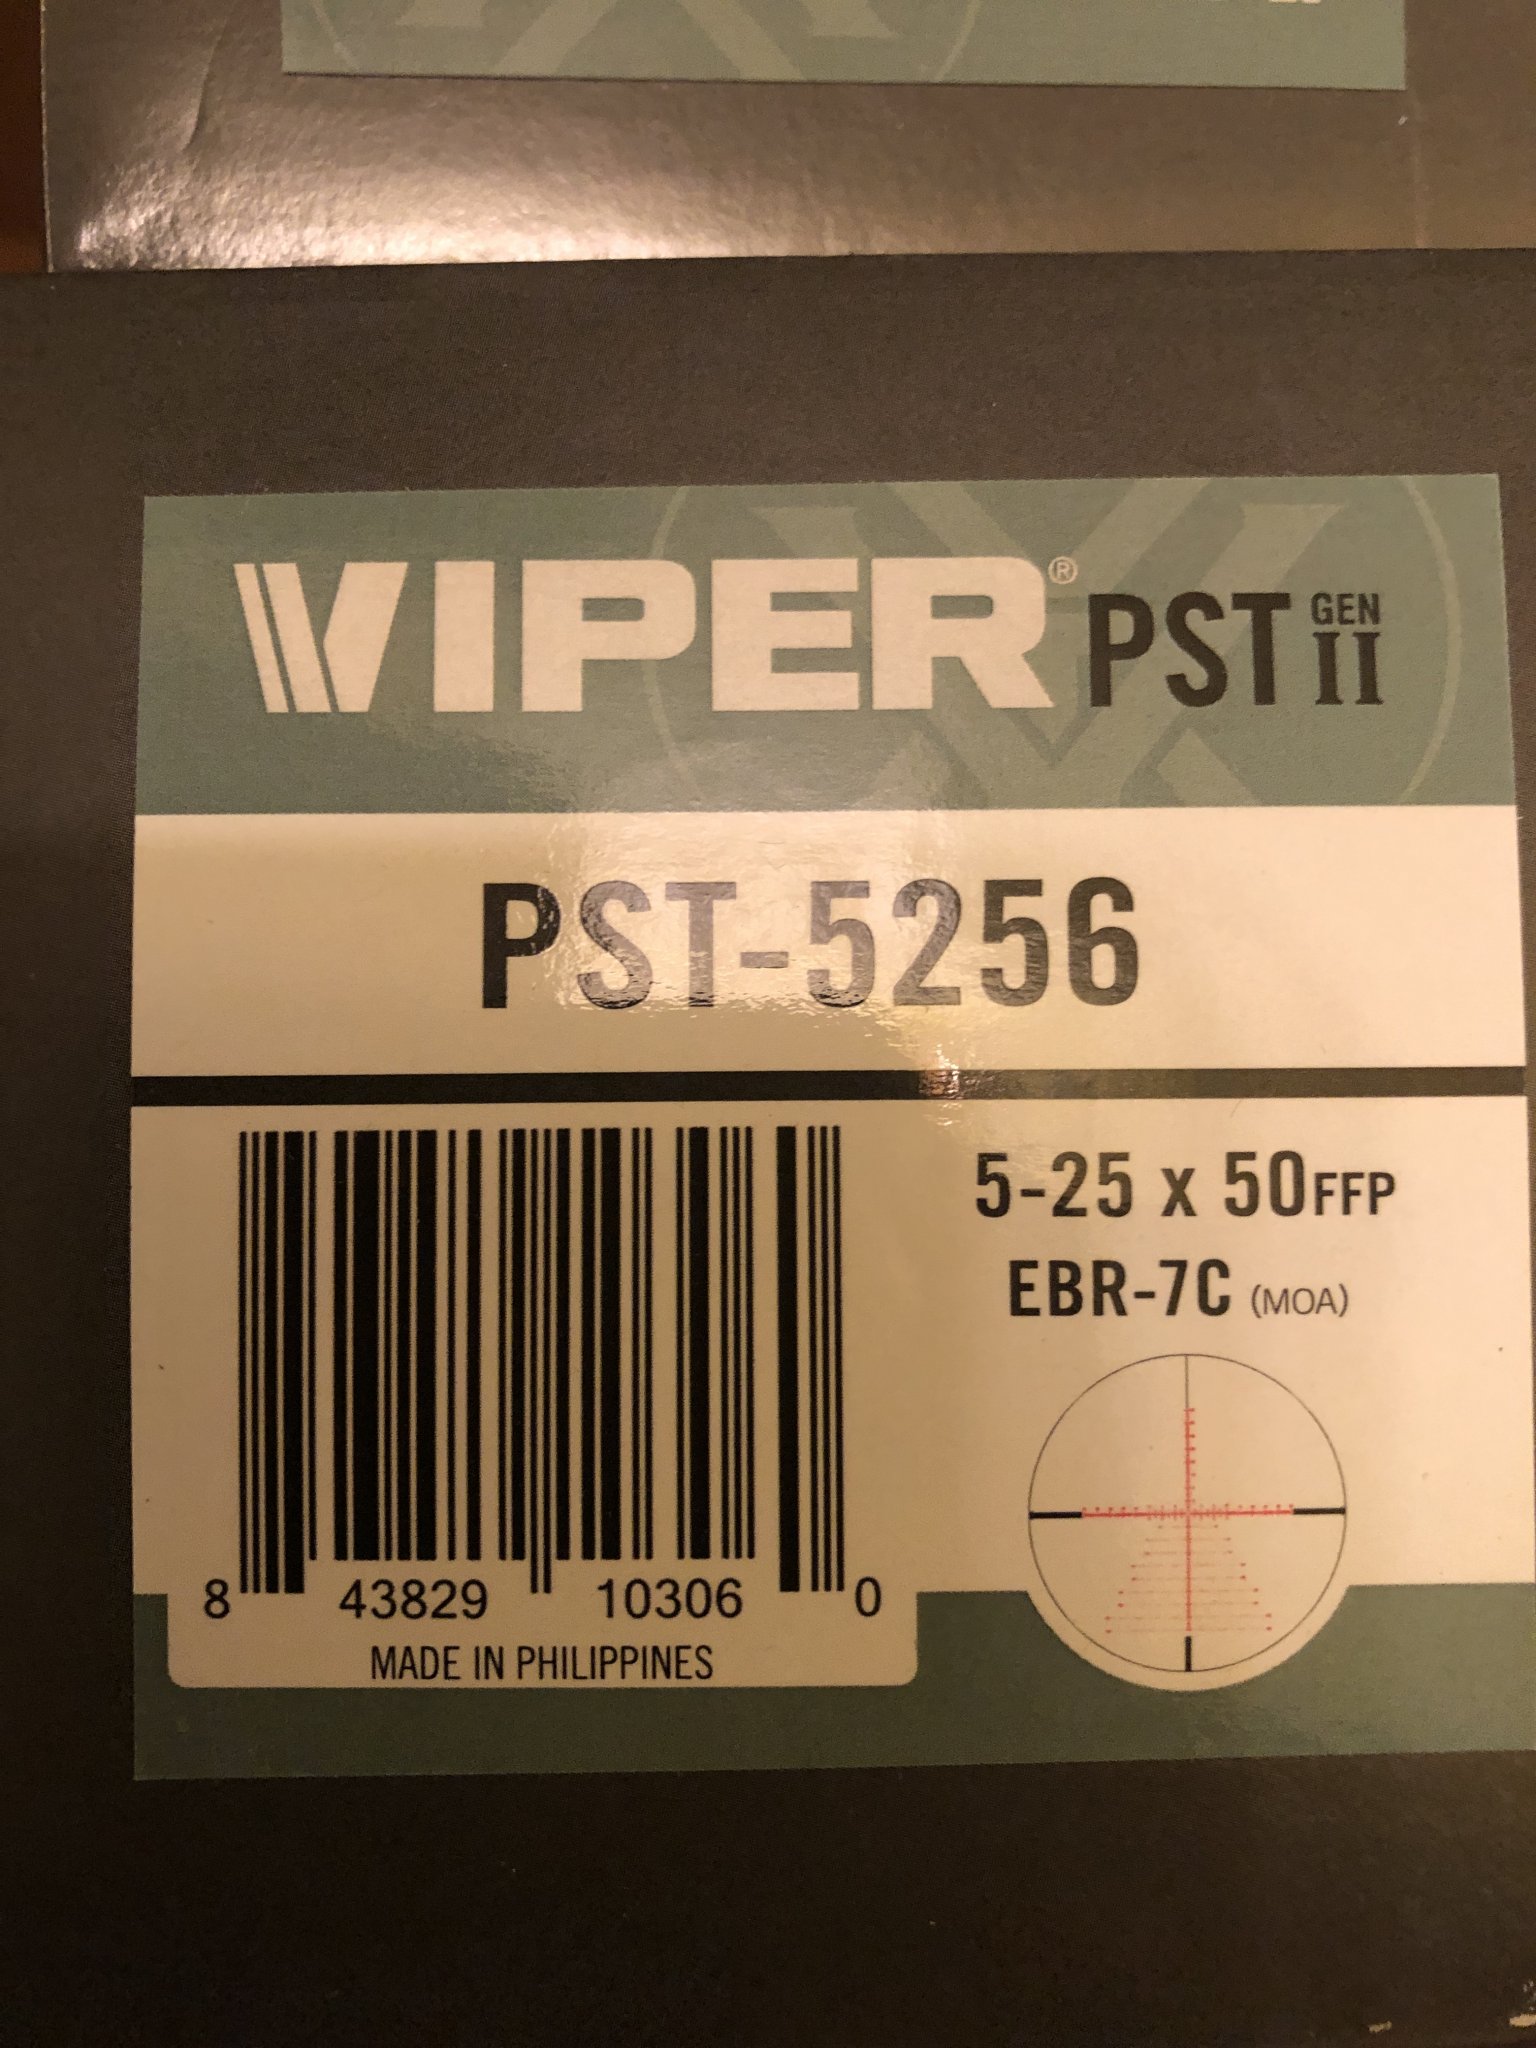 VIPER® PST GEN II
PST-5256
5-25 x 50FFP
EBR-7C (MOA)
8 43829 10306 0
MADE IN PHILIPPINES